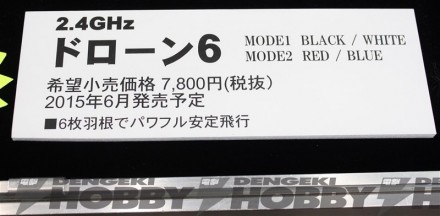 2.4GHz
ドローン6
MODE1 BLACK / WHITE
MODE2 RED / BLUE
希望小売価格 7,800円(税抜)
2015年6月発売予定
■6枚羽根でパワフル安定飛行
DENGEKI HOBBY DENGEKI HOBBY DENGEKI HOBBY